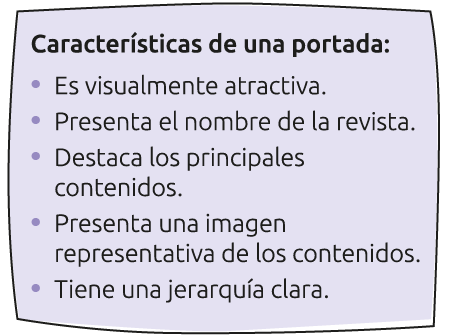 Características de una portada:
• Es visualmente atractiva.
• Presenta el nombre de la revista.
• Destaca los principales
contenidos.
• Presenta una imagen
representativa de los contenidos.
• Tiene una jerarquía clara.